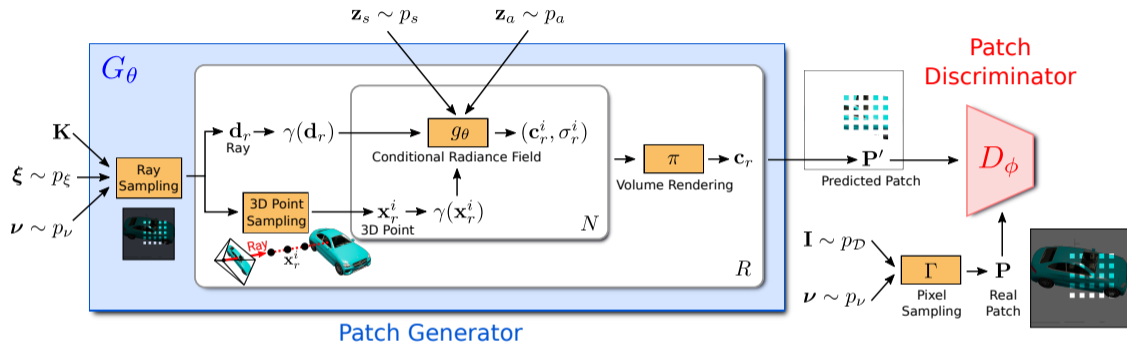 z_s ∼ p_s
z_a ∼ p_a
G_θ
K
ξ ∼ p_ξ
ν ∼ p_ν
Ray
Sampling
d_r
Ray
γ(d_r)
g_θ
Conditional Radiance Field
(c_r^i, σ_r^i)
3D Point
Sampling
x_r^i
3D Point
γ(x_r^i)
N
Ray
x_r^i
π
Volume Rendering
c_r
R
Patch Generator
P′
Predicted Patch
Patch
Discriminator
D_ϕ
I ∼ p_D
ν ∼ p_ν
Γ
Pixel
Sampling
P
Real
Patch